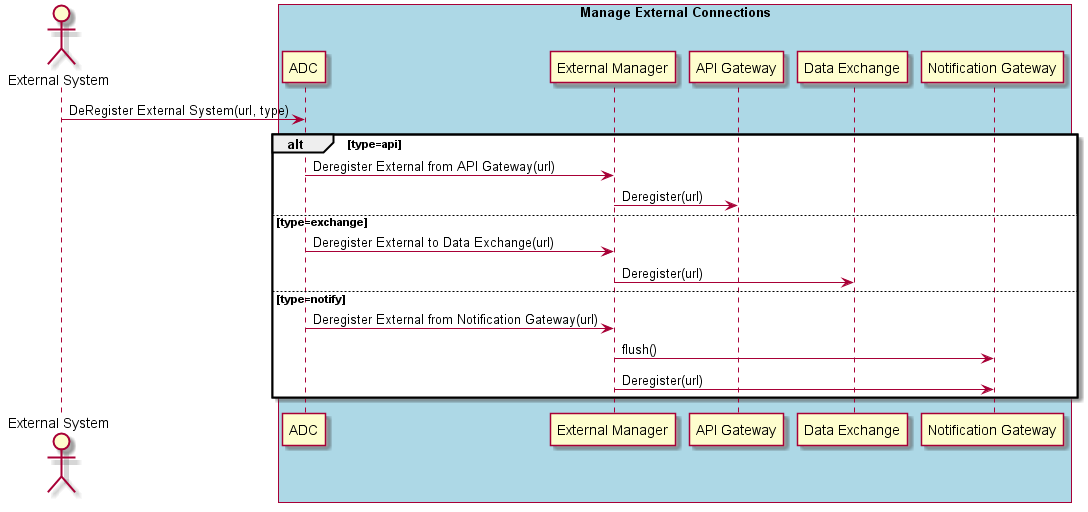 Manage External Connections
External System
ADC
External Manager
API Gateway
Data Exchange
Notification Gateway
DeRegister External System(url, type)
alt
[type=api]
Deregister External from API Gateway(url)
Deregister(url)
[type=exchange]
Deregister External to Data Exchange(url)
Deregister(url)
[type=notify]
Deregister External from Notification Gateway(url)
flush()
Deregister(url)
External System
ADC
External Manager
API Gateway
Data Exchange
Notification Gateway